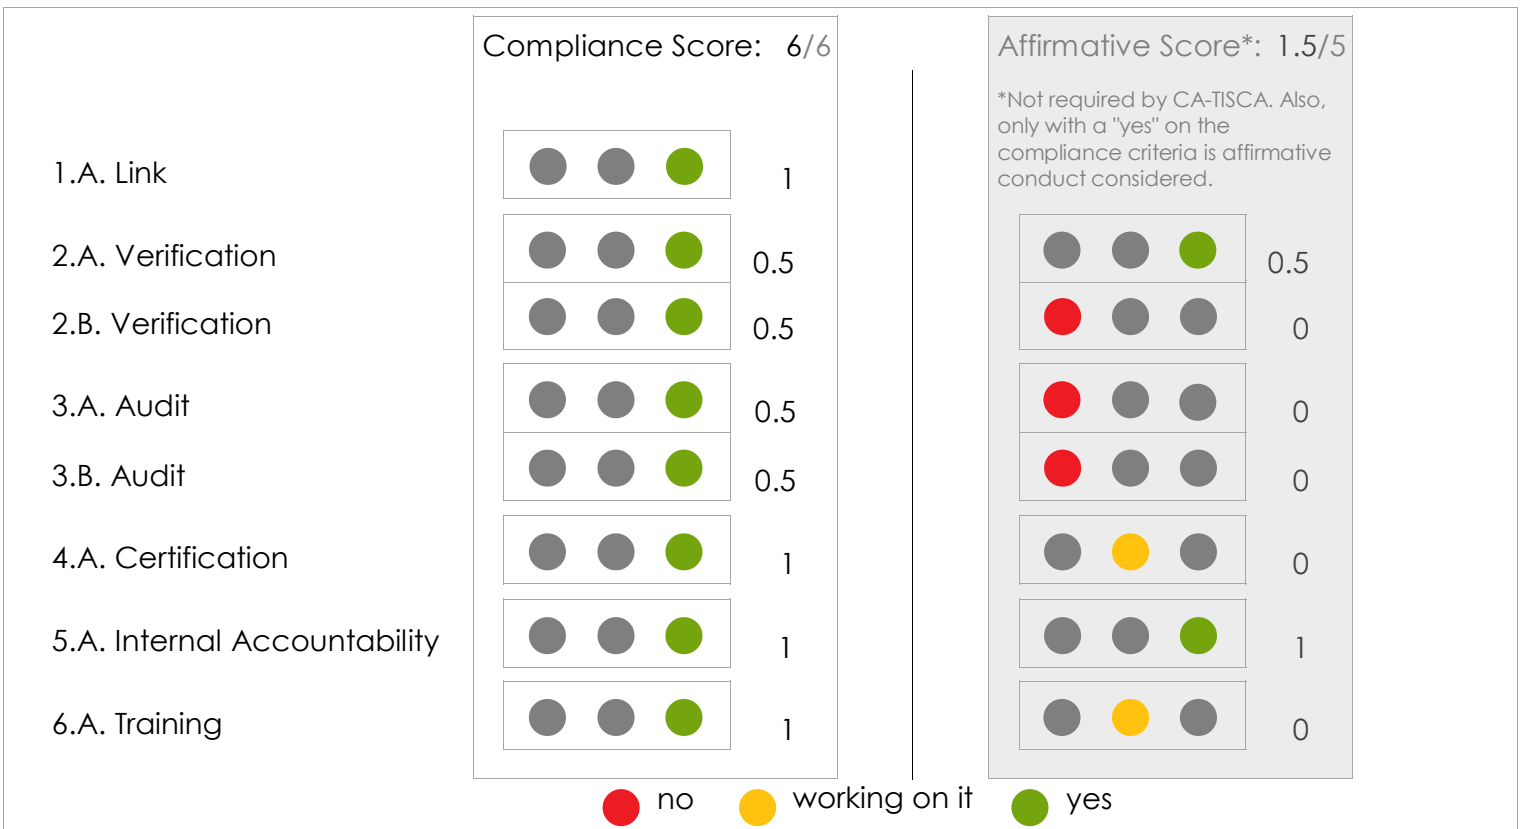 Compliance Score: 6/6
Affirmative Score*: 1.5/5
*Not required by CA-TISCA. Also,
only with a "yes" on the
compliance criteria is affirmative
conduct considered.
1.A. Link 1
2.A. Verification 0.5 0.5
2.B. Verification 0.5 0
3.A. Audit 0.5 0
3.B. Audit 0.5 0
4.A. Certification 1 0
5.A. Internal Accountability 1 1
6.A. Training 1 0
no working on it yes